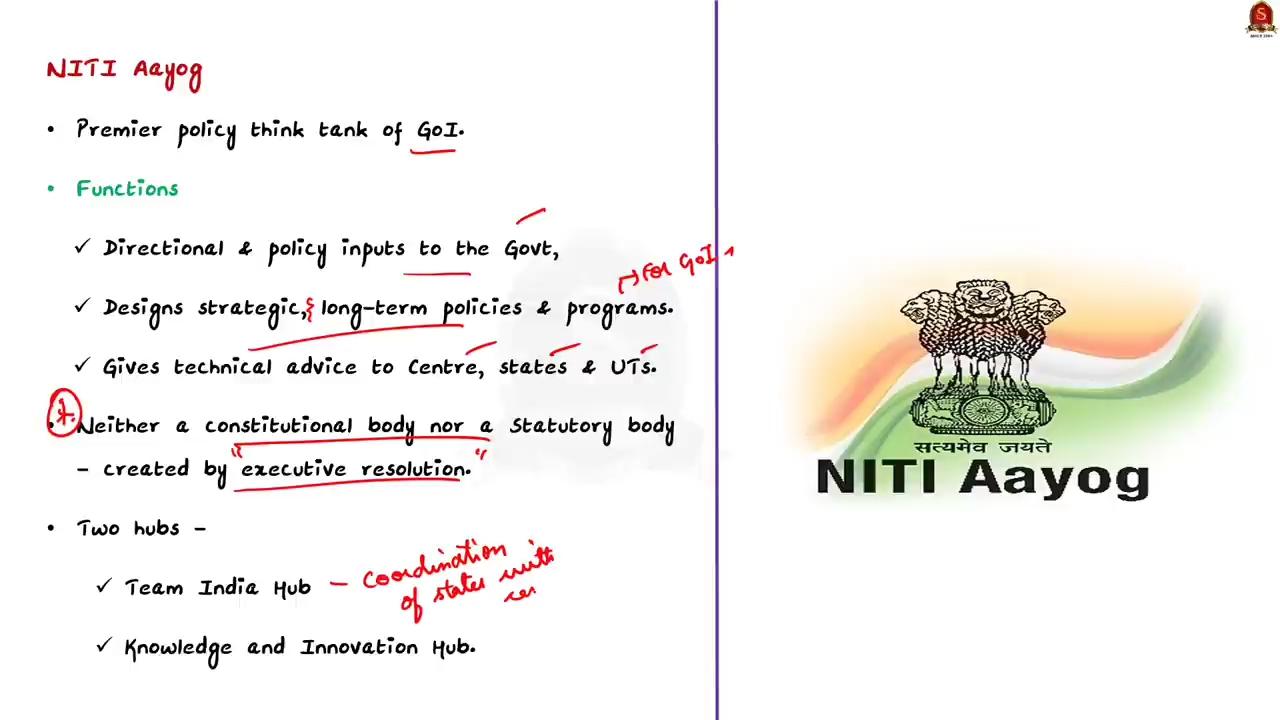 NITI Aayog
• Premier policy think tank of GoI.
• Functions
✓ Directional & policy inputs to the Govt,
For GoI
✓ Designs strategic, long-term policies & programs.
✓ Gives technical advice to Centre, states & UTs.
• Neither a constitutional body nor a Statutory body
- created by "executive resolution."
• Two hubs -
✓ Team India Hub - Coordination
of states with
cen
✓ Knowledge and Innovation Hub.
सत्यमेव जयते
NITI Aayog
S